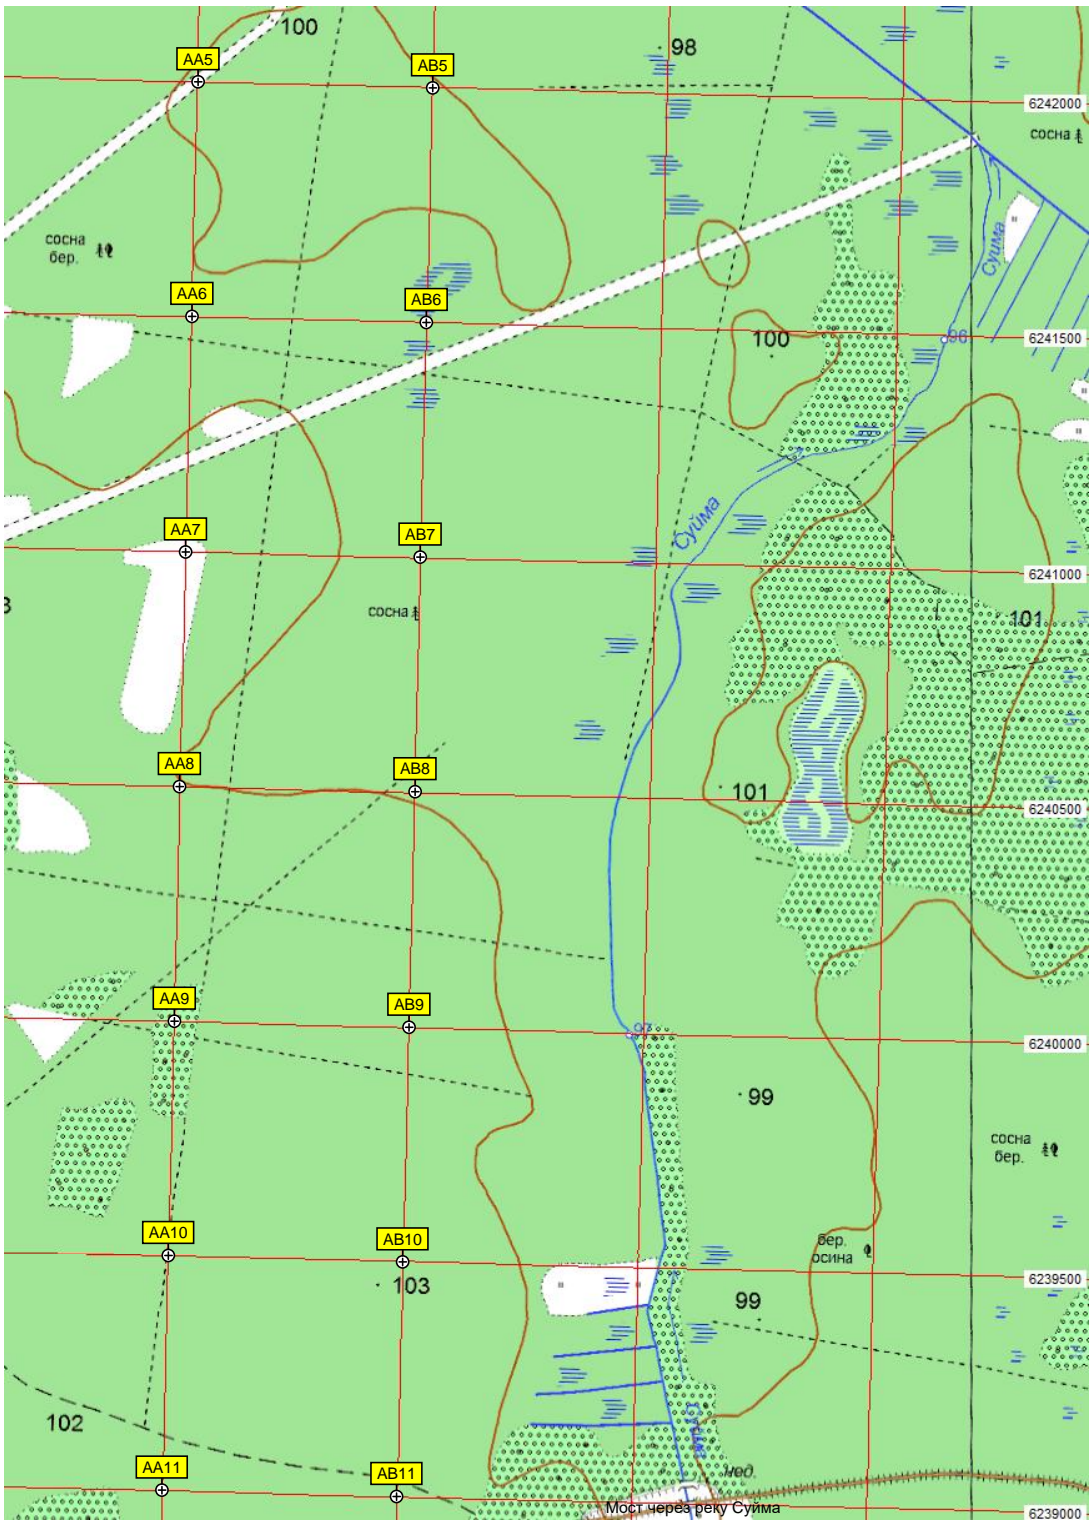 100
98
AA5
AB5
6242000
сосна
сосна
бер.
Суйма
AA6
AB6
96
6241500
100
Суйма
AA7
AB7
6241000
сосна
101
AA8
AB8
101
6240500
AA9
AB9
97
6240000
99
сосна
бер.
AA10
AB10
бер.
осина
103
6239500
99
102
AA11
AB11
Мост через реку Суйма
6239000